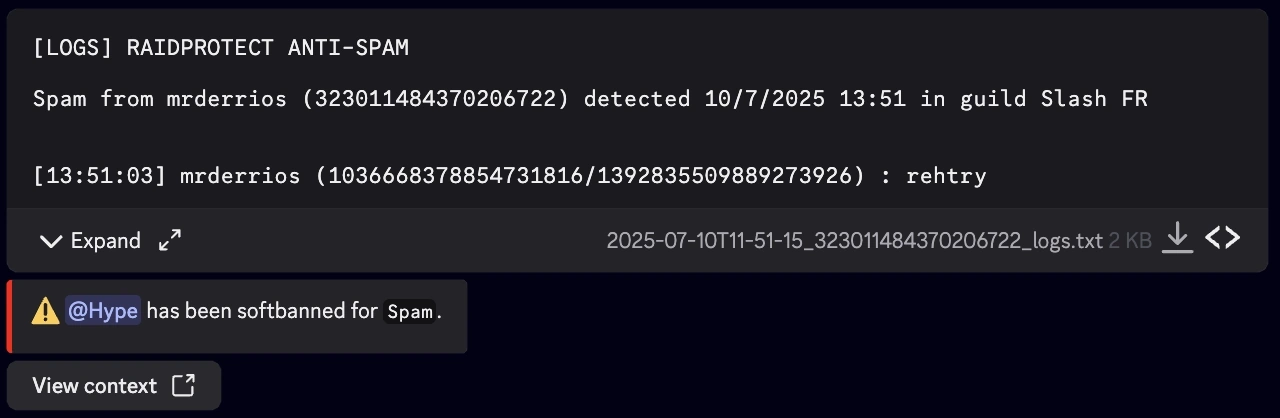 [LOGS] RAIDPROTECT ANTI-SPAM
Spam from mrderrios (323011484370206722) detected 10/7/2025 13:51 in guild Slash FR
[13:51:03] mrderrios (1036668378854731816/1392835509889273926) : rehtry
Expand 2025-07-10T11-51-15_323011484370206722_logs.txt 2 KB
@Hype has been softbanned for Spam.
View context